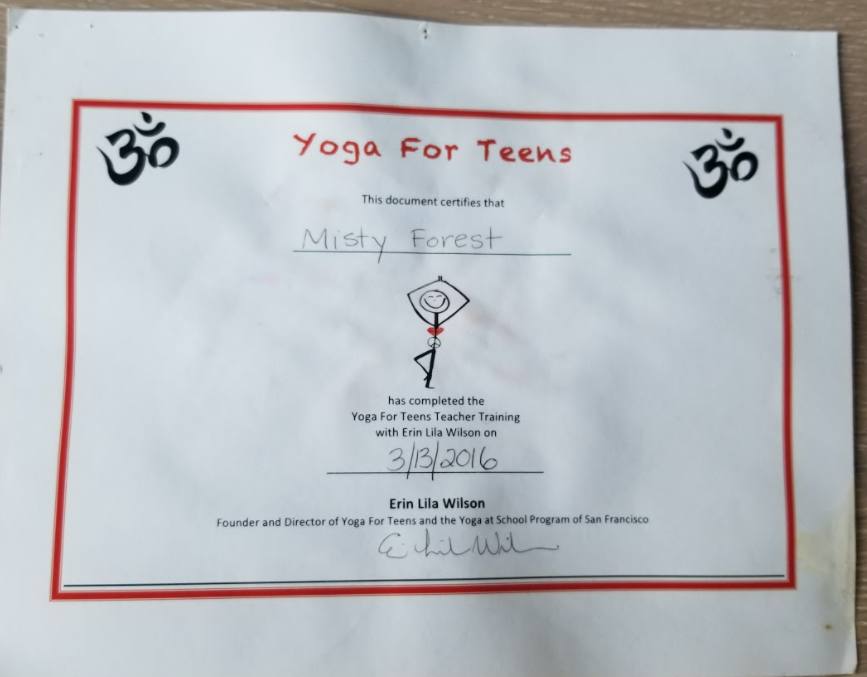 ॐ ॐ
Yoga For Teens
This document certifies that
Misty Forest
has completed the
Yoga For Teens Teacher Training
with Erin Lila Wilson on
3/13/2016
Erin Lila Wilson
Founder and Director of Yoga For Teens and the Yoga at School Program of San Francisco